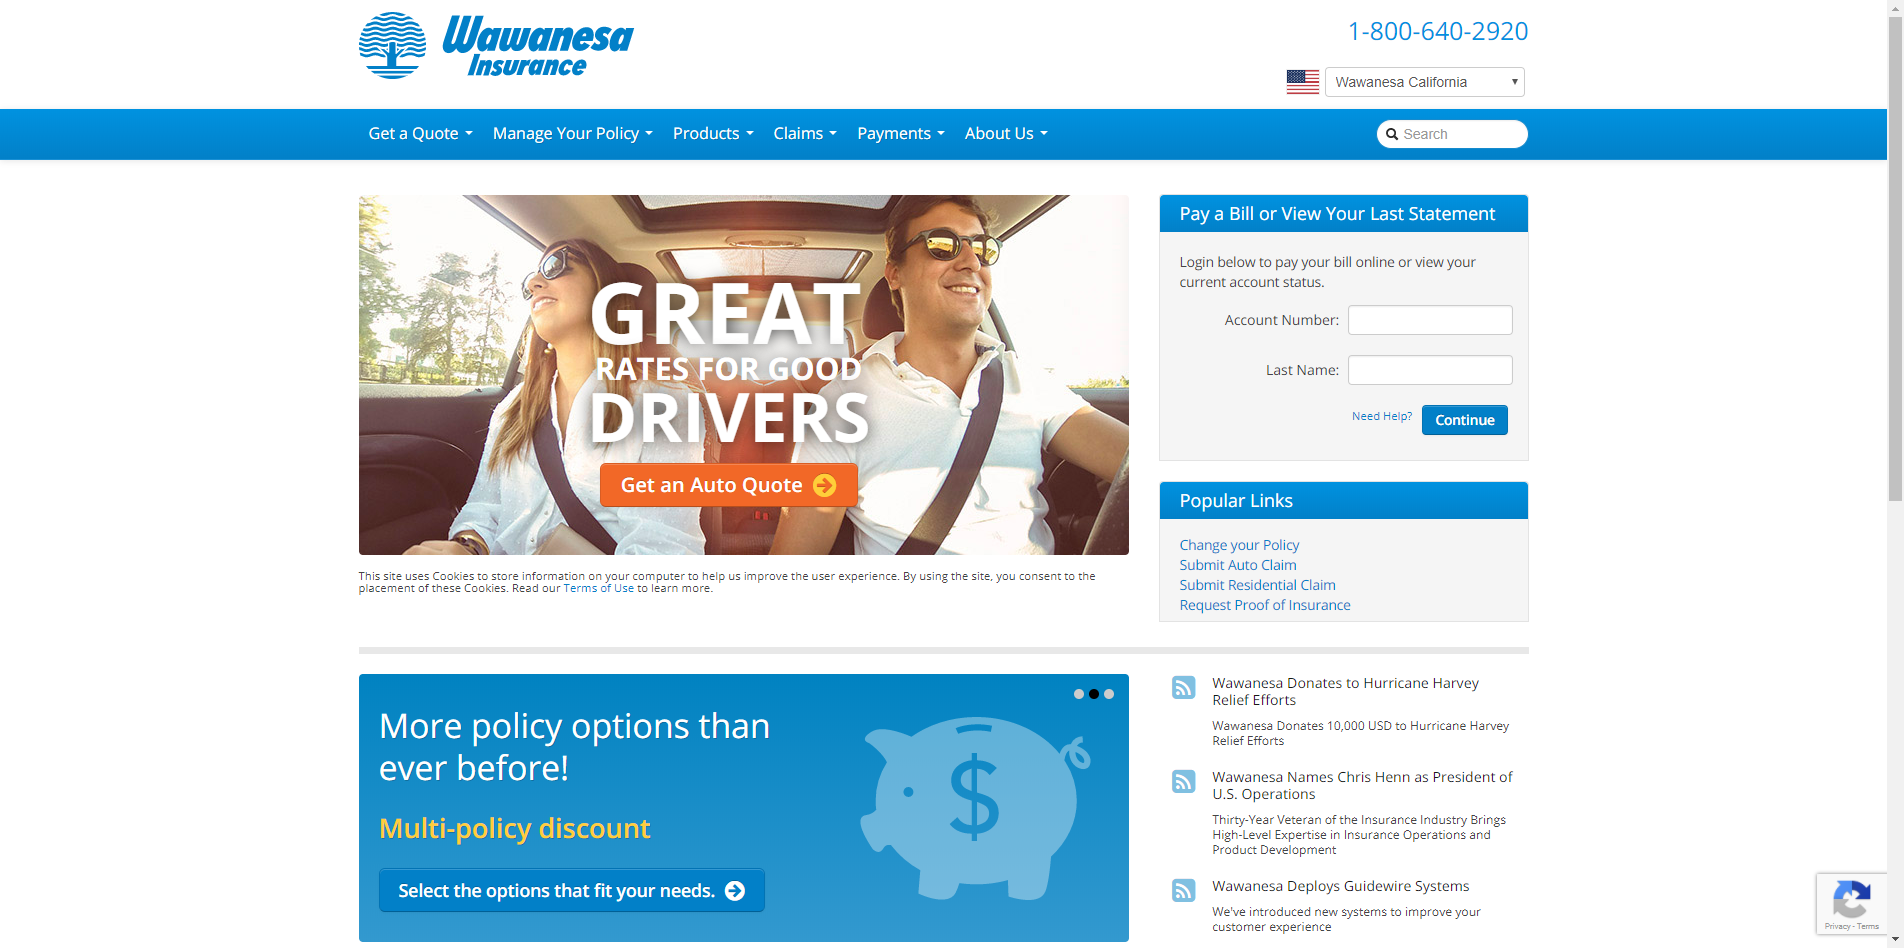 Wawanesa
Insurance
1-800-640-2920
Wawanesa California
Get a Quote
Manage Your Policy
Products
Claims
Payments
About Us
Search
GREAT
RATES FOR GOOD
DRIVERS
Get an Auto Quote
This site uses Cookies to store information on your computer to help us improve the user experience. By using the site, you consent to the
placement of these Cookies. Read our Terms of Use to learn more.
Pay a Bill or View Your Last Statement
Login below to pay your bill online or view your
current account status.
Account Number:
Last Name:
Need Help?
Continue
Popular Links
Change your Policy
Submit Auto Claim
Submit Residential Claim
Request Proof of Insurance
More policy options than
ever before!
Multi-policy discount
Select the options that fit your needs.
$
Wawanesa Donates to Hurricane Harvey
Relief Efforts
Wawanesa Donates 10,000 USD to Hurricane Harvey
Relief Efforts
Wawanesa Names Chris Henn as President of
U.S. Operations
Thirty-Year Veteran of the Insurance Industry Brings
High-Level Expertise in Insurance Operations and
Product Development
Wawanesa Deploys Guidewire Systems
We've introduced new systems to improve your
customer experience
Privacy - Terms